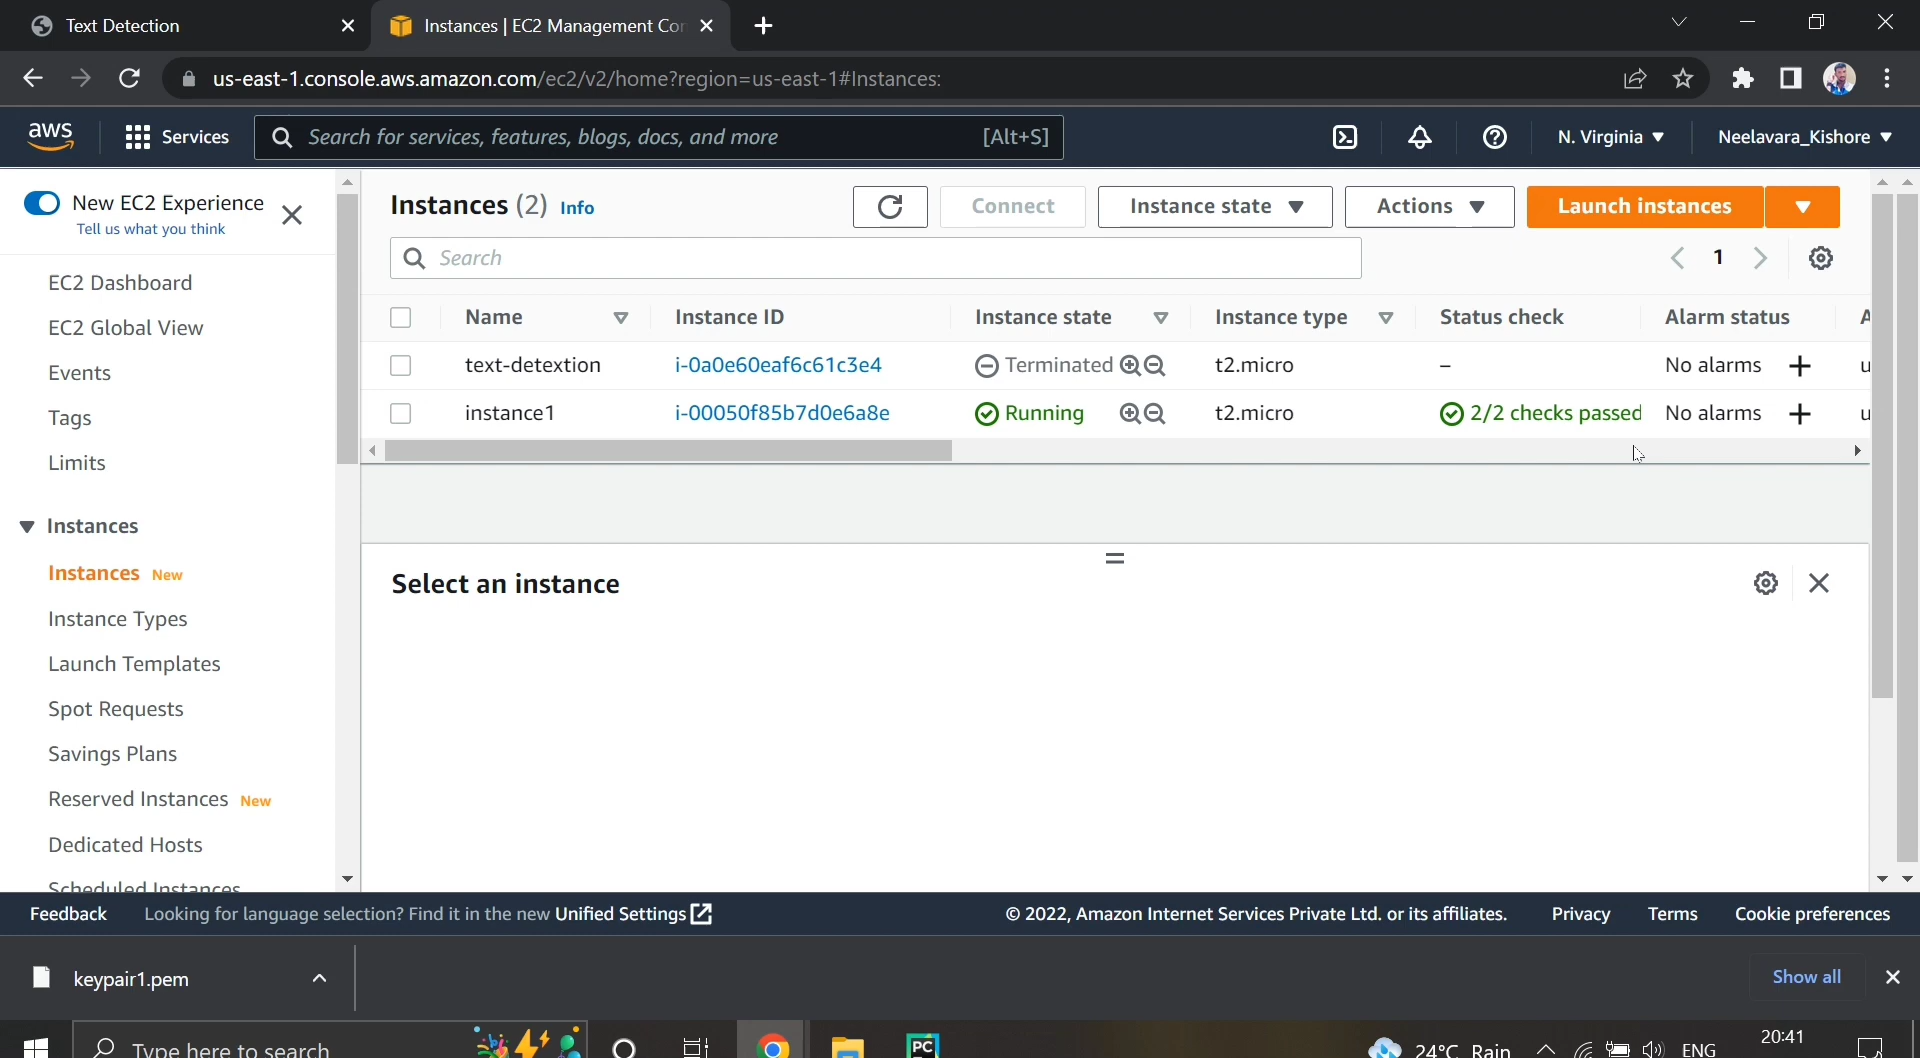 Text Detection
Instances | EC2 Management Con
us-east-1.console.aws.amazon.com/ec2/v2/home?region=us-east-1#Instances:
aws
Services
Search for services, features, blogs, docs, and more
[Alt+S]
N. Virginia
Neelavara_Kishore
New EC2 Experience
Tell us what you think
EC2 Dashboard
EC2 Global View
Events
Tags
Limits
Instances
Instances New
Instance Types
Launch Templates
Spot Requests
Savings Plans
Reserved Instances New
Dedicated Hosts
Scheduled Instances
Instances (2) Info
Connect
Instance state
Actions
Launch instances
Search
1
Name Instance ID Instance state Instance type Status check Alarm status A
text-detextion i-0a0e60eaf6c61c3e4 Terminated t2.micro – No alarms + u
instance1 i-00050f85b7d0e6a8e Running t2.micro 2/2 checks passed No alarms + u
Select an instance
Feedback
Looking for language selection? Find it in the new Unified Settings
© 2022, Amazon Internet Services Private Ltd. or its affiliates.
Privacy
Terms
Cookie preferences
keypair1.pem
Show all
Type here to search
PC
24°C Rain
ENG
20:41